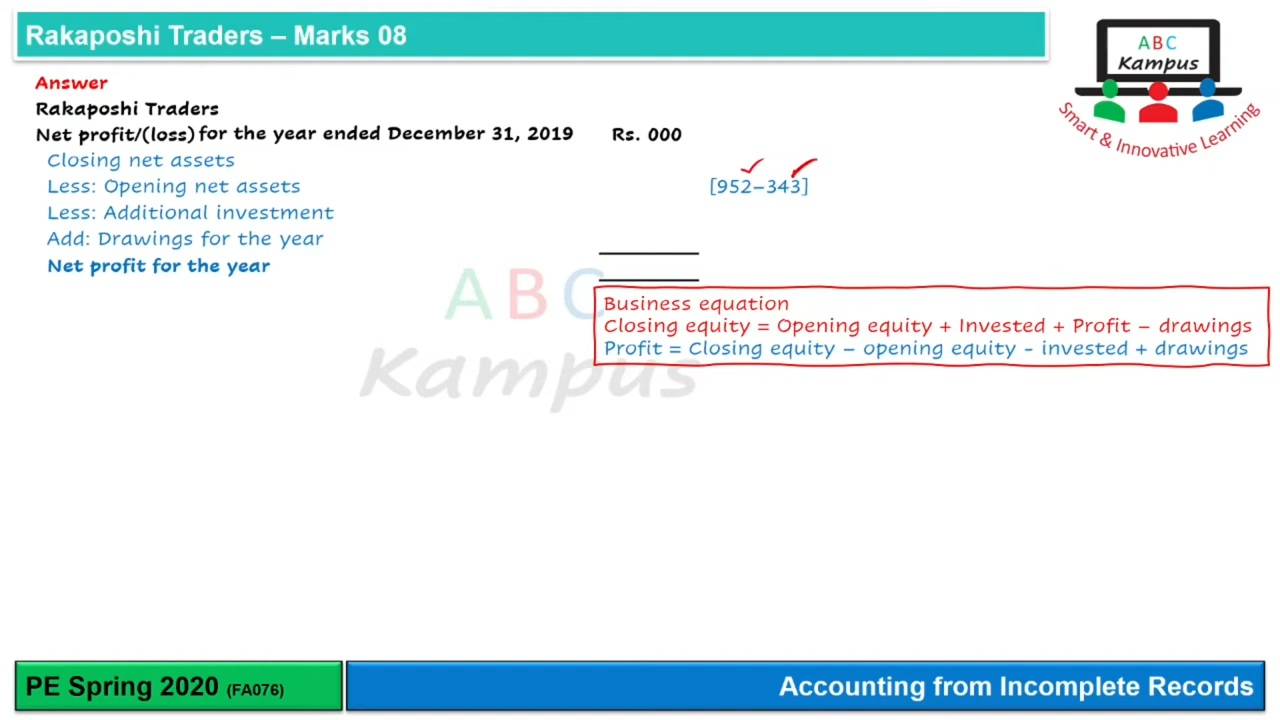 Rakaposhi Traders – Marks 08
ABC
Kampus
Smart & Innovative Learning
Answer
Rakaposhi Traders
Net profit/(loss) for the year ended December 31, 2019 Rs. 000
Closing net assets
Less: Opening net assets [952–343]
Less: Additional investment
Add: Drawings for the year
Net profit for the year
ABC
Kampus
Business equation
Closing equity = Opening equity + Invested + Profit – drawings
Profit = Closing equity – opening equity - invested + drawings
PE Spring 2020 (FA076)
Accounting from Incomplete Records